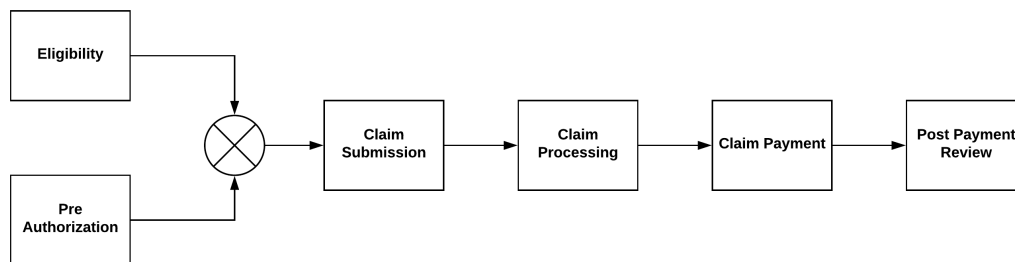 Eligibility
Pre
Authorization
Claim
Submission
Claim
Processing
Claim Payment
Post Payment
Review